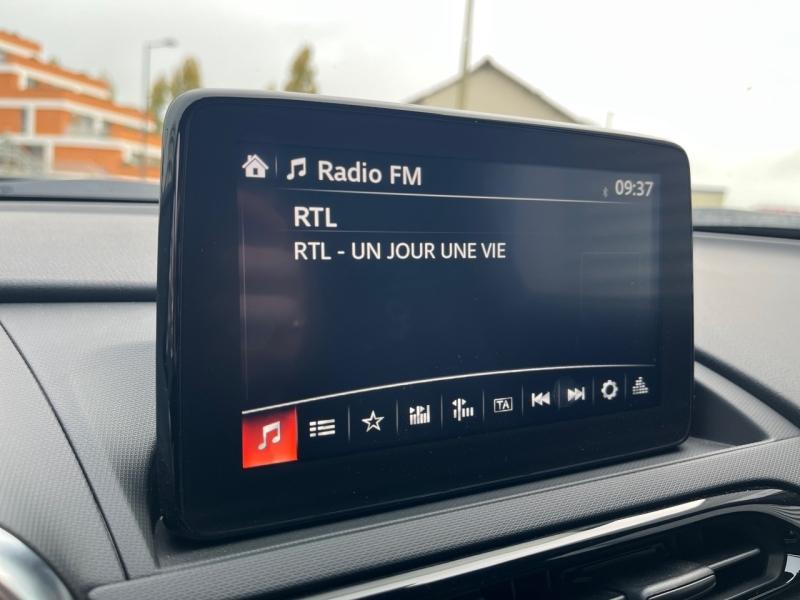 Radio FM
09:37
RTL
RTL - UN JOUR UNE VIE
TA